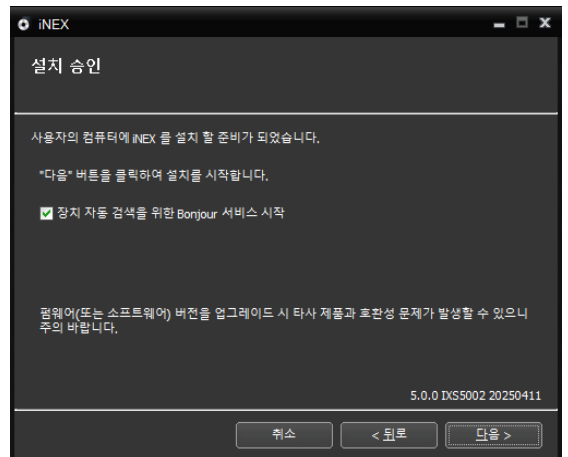 iNEX
설치 승인
사용자의 컴퓨터에 iNEX 를 설치 할 준비가 되었습니다.
"다음" 버튼을 클릭하여 설치를 시작합니다.
장치 자동 검색을 위한 Bonjour 서비스 시작
펌웨어(또는 소프트웨어) 버전을 업그레이드 시 타사 제품과 호환성 문제가 발생할 수 있으니
주의 바랍니다.
5.0.0 IXS5002 20250411
취소 < 뒤로 다음 >